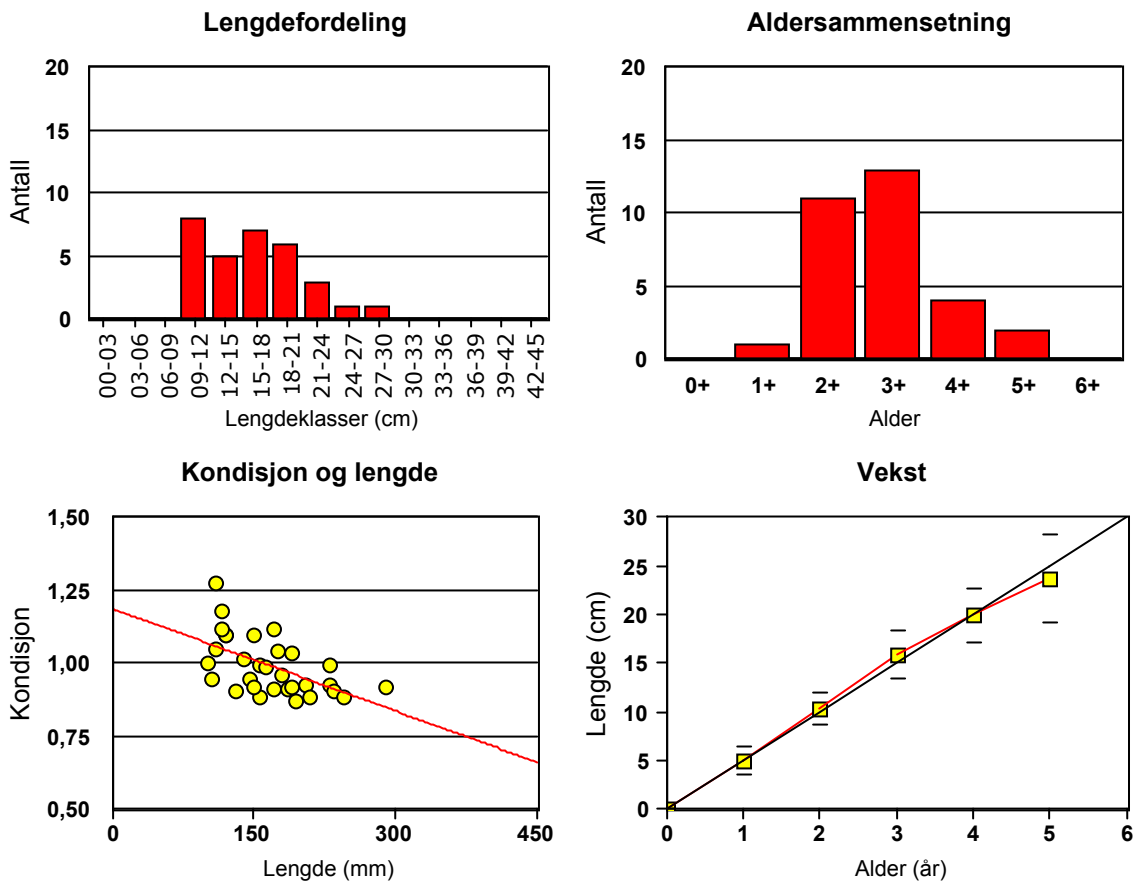 Lengdefordeling
20
15
10
5
0
Antall
00-03
03-06
06-09
09-12
12-15
15-18
18-21
21-24
24-27
27-30
30-33
33-36
36-39
39-42
42-45
Lengdeklasser (cm)
Aldersammensetning
20
15
10
5
0
Antall
0+ 1+ 2+ 3+ 4+ 5+ 6+
Alder
Kondisjon og lengde
1,50
1,25
1,00
0,75
0,50
Kondisjon
0 150 300 450
Lengde (mm)
Vekst
30
25
20
15
10
5
0
Lengde (cm)
0 1 2 3 4 5 6
Alder (år)